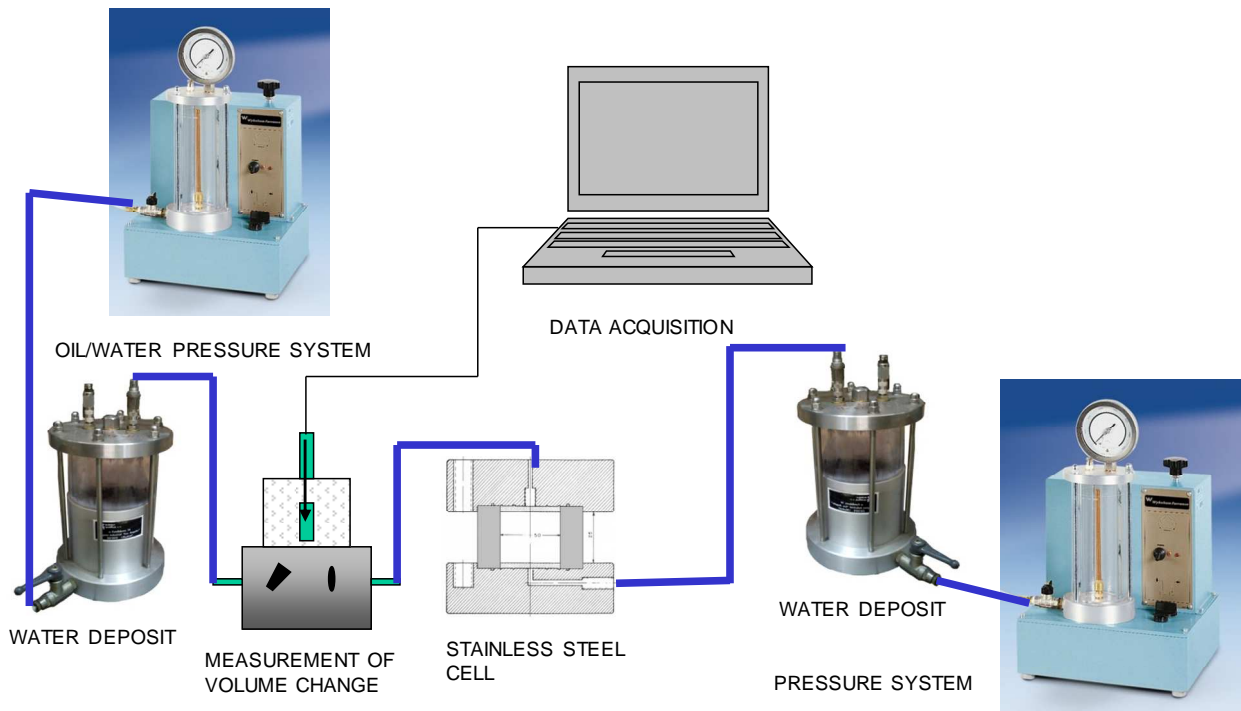 OIL/WATER PRESSURE SYSTEM
DATA ACQUISITION
WATER DEPOSIT
MEASUREMENT OF
VOLUME CHANGE
STAINLESS STEEL
CELL
WATER DEPOSIT
PRESSURE SYSTEM